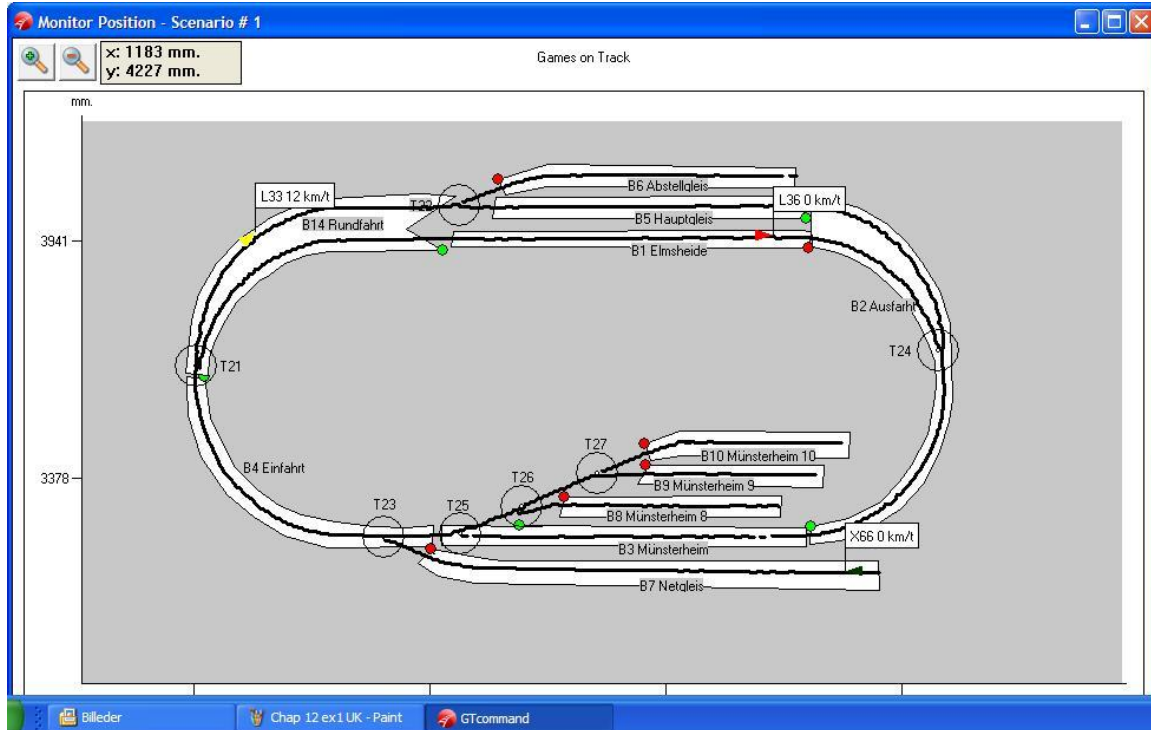 Monitor Position - Scenario # 1
x: 1183 mm.
y: 4227 mm.
Games on Track
mm.
B6 Abstellgleis
L33 12 km/t
L36 0 km/t
T22
B5 Hauptgleis
B14 Rundfahrt
3941
B1 Elmsheide
B2 Ausfarht
T24
T21
T27
B10 Münsterheim 10
B4 Einfahrt
3378
B9 Münsterheim 9
T26
T23
T25
B8 Münsterheim 8
X66 0 km/t
B3 Münsterheim
B7 Netgleis
Billeder
Chap 12 ex1 UK - Paint
GTcommand